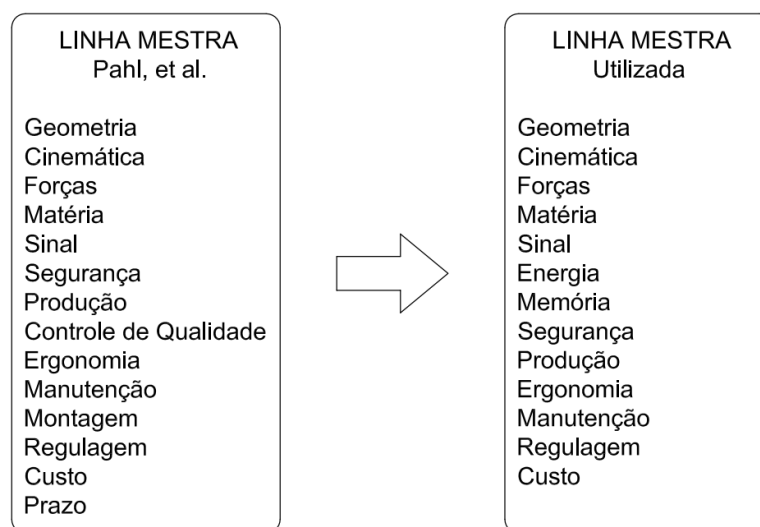 LINHA MESTRA
Pahl, et al.
Geometria
Cinemática
Forças
Matéria
Sinal
Segurança
Produção
Controle de Qualidade
Ergonomia
Manutenção
Montagem
Regulagem
Custo
Prazo
LINHA MESTRA
Utilizada
Geometria
Cinemática
Forças
Matéria
Sinal
Energia
Memória
Segurança
Produção
Ergonomia
Manutenção
Regulagem
Custo